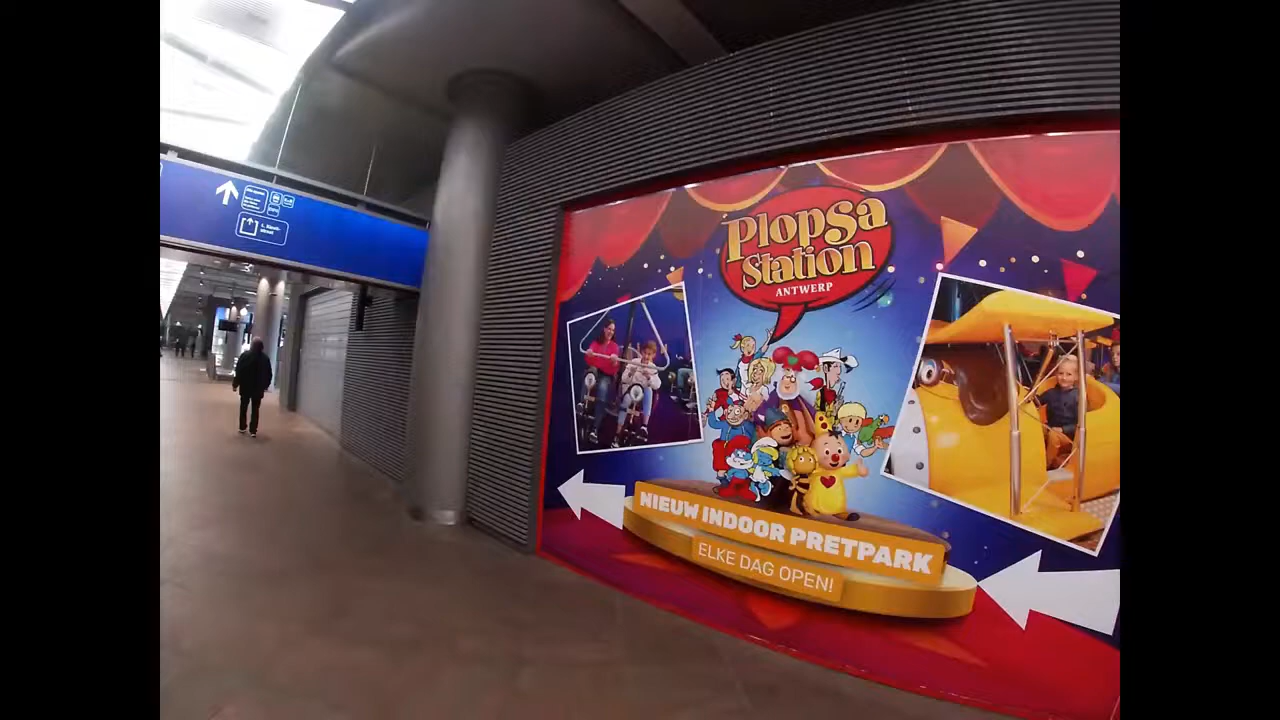 Plopsa
Station
ANTWERP
NIEUW INDOOR PRETPARK
ELKE DAG OPEN!